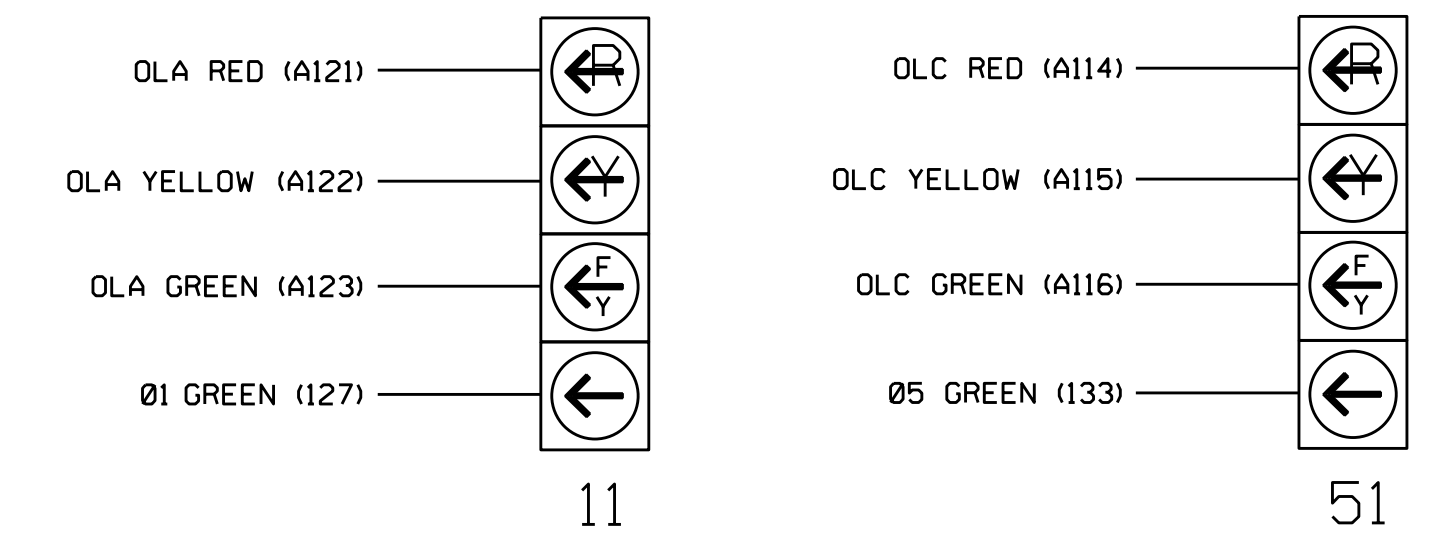 OLA RED (A121)
R
OLA YELLOW (A122)
Y
OLA GREEN (A123)
F
Y
Ø1 GREEN (127)
11
OLC RED (A114)
R
OLC YELLOW (A115)
Y
OLC GREEN (A116)
F
Y
Ø5 GREEN (133)
51